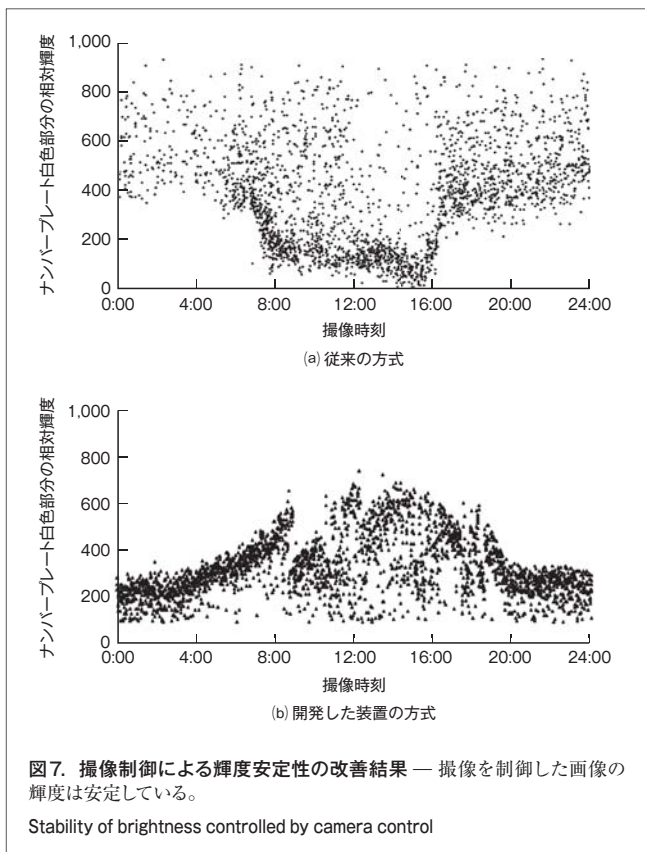 1,000
800
600
400
200
0
ナンバープレート白色部分の相対輝度
0:00 4:00 8:00 12:00 16:00 20:00 24:00
撮像時刻
(a) 従来の方式
1,000
800
600
400
200
0
ナンバープレート白色部分の相対輝度
0:00 4:00 8:00 12:00 16:00 20:00 24:00
撮像時刻
(b) 開発した装置の方式
図7. 撮像制御による輝度安定性の改善結果 — 撮像を制御した画像の
輝度は安定している。
Stability of brightness controlled by camera control